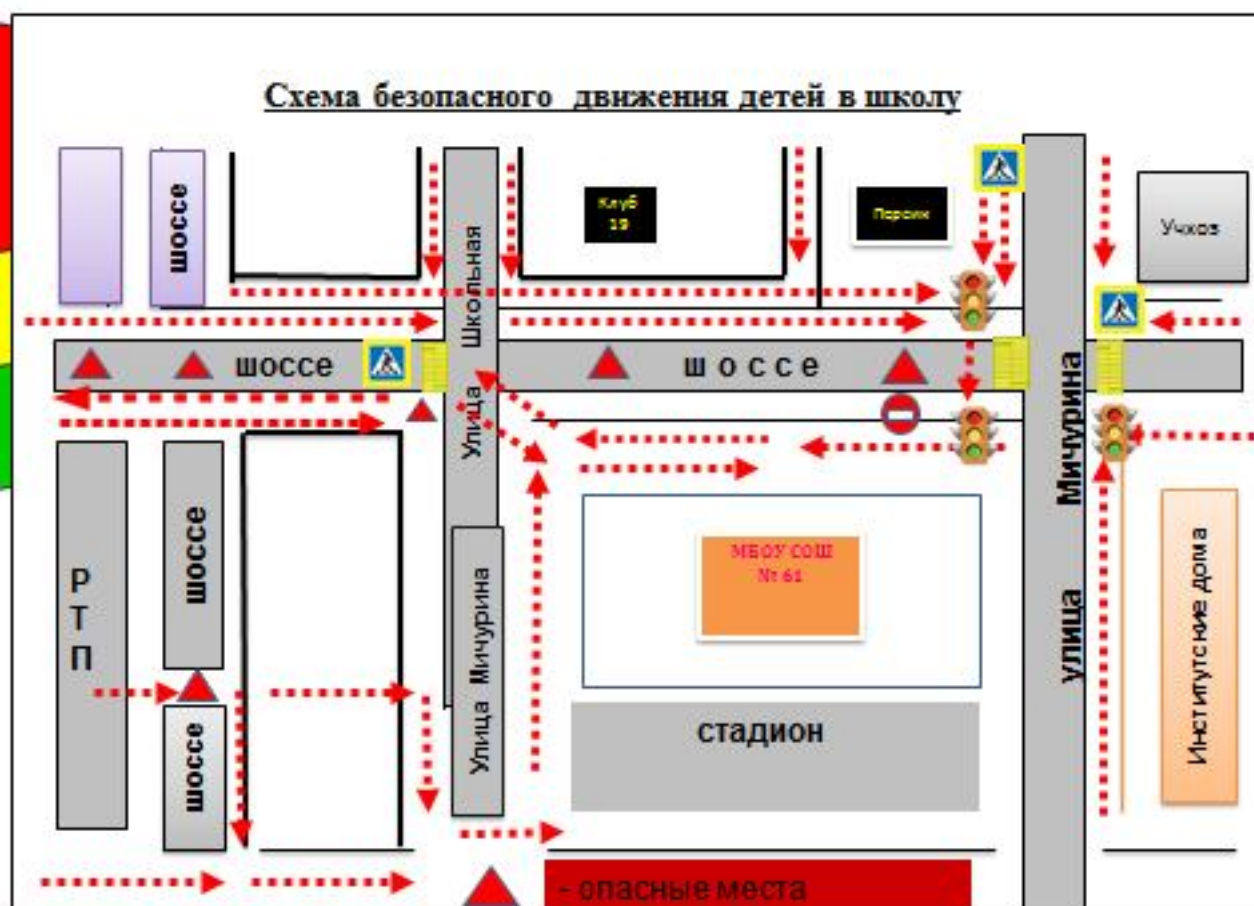 Схема безопасного движения детей в школу
шоссе
Школьная
Клуб
19
Персик
Учхоз
шоссе
шоссе
Улица
Мичурина
МБОУ СОШ
№ 61
шоссе
РТП
Улица Мичурина
улица
Институтские дома
стадион
шоссе
- опасные места